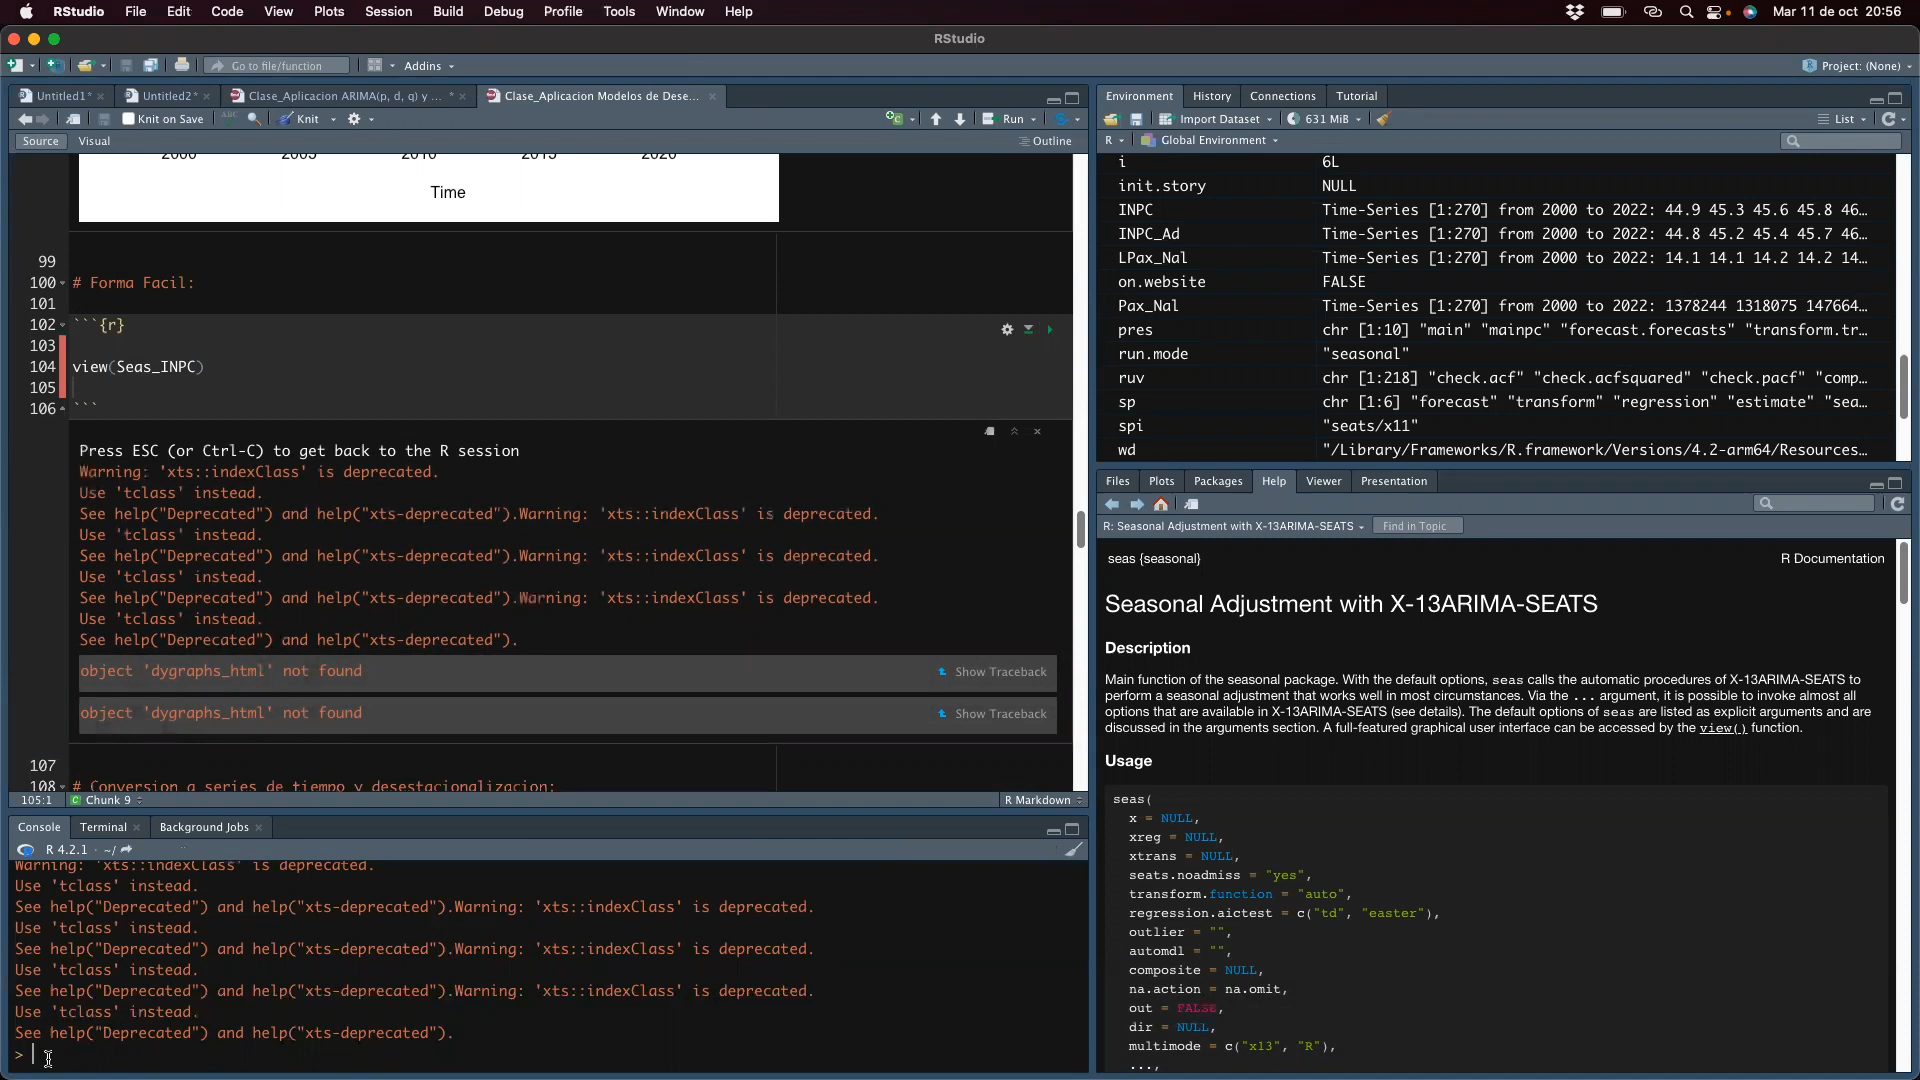 RStudio File Edit Code View Plots Session Build Debug Profile Tools Window Help Mar 11 de oct 20:56
RStudio
Go to file/function Addins Project: (None)
Untitled1* Untitled2* Clase_Aplicacion ARIMA(p, d, q) y ... * Clase_Aplicacion Modelos de Dese...
Knit on Save ABC Knit Run
Source Visual Outline
2000 2005 2010 2015 2020
Time
99
100 # Forma Facil:
101
102 ```{r}
103
104 view(Seas_INPC)
105
106 ```
Press ESC (or Ctrl-C) to get back to the R session
Warning: 'xts::indexClass' is deprecated.
Use 'tclass' instead.
See help("Deprecated") and help("xts-deprecated").Warning: 'xts::indexClass' is deprecated.
Use 'tclass' instead.
See help("Deprecated") and help("xts-deprecated").Warning: 'xts::indexClass' is deprecated.
Use 'tclass' instead.
See help("Deprecated") and help("xts-deprecated").Warning: 'xts::indexClass' is deprecated.
Use 'tclass' instead.
See help("Deprecated") and help("xts-deprecated").
object 'dygraphs_html' not found Show Traceback
object 'dygraphs_html' not found Show Traceback
107
108 # Conversion a series de tiempo y desestacionalizacion:
105:1 C Chunk 9 R Markdown
Console Terminal Background Jobs
R 4.2.1 · ~/
Warning: 'xts::indexClass' is deprecated.
Use 'tclass' instead.
See help("Deprecated") and help("xts-deprecated").Warning: 'xts::indexClass' is deprecated.
Use 'tclass' instead.
See help("Deprecated") and help("xts-deprecated").Warning: 'xts::indexClass' is deprecated.
Use 'tclass' instead.
See help("Deprecated") and help("xts-deprecated").Warning: 'xts::indexClass' is deprecated.
Use 'tclass' instead.
See help("Deprecated") and help("xts-deprecated").
>
Environment History Connections Tutorial
Import Dataset 631 MiB List
R Global Environment
i 6L
init.story NULL
INPC Time-Series [1:270] from 2000 to 2022: 44.9 45.3 45.6 45.8 46...
INPC_Ad Time-Series [1:270] from 2000 to 2022: 44.8 45.2 45.4 45.7 46...
LPax_Nal Time-Series [1:270] from 2000 to 2022: 14.1 14.1 14.2 14.2 14...
on.website FALSE
Pax_Nal Time-Series [1:270] from 2000 to 2022: 1378244 1318075 147664...
pres chr [1:10] "main" "mainpc" "forecast.forecasts" "transform.tr...
run.mode "seasonal"
ruv chr [1:218] "check.acf" "check.acfsquared" "check.pacf" "comp...
sp chr [1:6] "forecast" "transform" "regression" "estimate" "sea...
spi "seats/x11"
wd "/Library/Frameworks/R.framework/Versions/4.2-arm64/Resources...
Files Plots Packages Help Viewer Presentation
R: Seasonal Adjustment with X-13ARIMA-SEATS Find in Topic
seas {seasonal} R Documentation
Seasonal Adjustment with X-13ARIMA-SEATS
Description
Main function of the seasonal package. With the default options, seas calls the automatic procedures of X-13ARIMA-SEATS to
perform a seasonal adjustment that works well in most circumstances. Via the ... argument, it is possible to invoke almost all
options that are available in X-13ARIMA-SEATS (see details). The default options of seas are listed as explicit arguments and are
discussed in the arguments section. A full-featured graphical user interface can be accessed by the view() function.
Usage
seas(
x = NULL,
xreg = NULL,
xtrans = NULL,
seats.noadmiss = "yes",
transform.function = "auto",
regression.aictest = c("td", "easter"),
outlier = "",
automdl = "",
composite = NULL,
na.action = na.omit,
out = FALSE,
dir = NULL,
multimode = c("x13", "R"),
...,